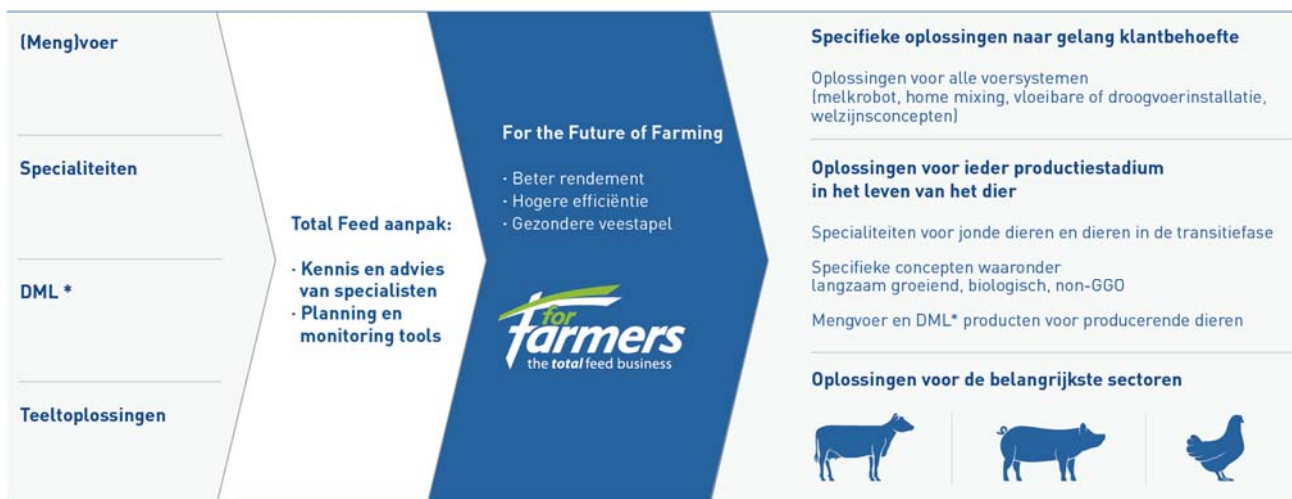 (Meng)voer
Specialiteiten
DML *
Teeltoplossingen
Total Feed aanpak:
· Kennis en advies
van specialisten
· Planning en
monitoring tools
For the Future of Farming
· Beter rendement
· Hogere efficiëntie
· Gezondere veestapel
for
farmers
the total feed business
Specifieke oplossingen naar gelang klantbehoefte
Oplossingen voor alle voersystemen
(melkrobot, home mixing, vloeibare of droogvoerinstallatie,
welzijnsconcepten)
Oplossingen voor ieder productiestadium
in het leven van het dier
Specialiteiten voor jonde dieren en dieren in de transitiefase
Specifieke concepten waaronder
langzaam groeiend, biologisch, non-GGO
Mengvoer en DML* producten voor producerende dieren
Oplossingen voor de belangrijkste sectoren